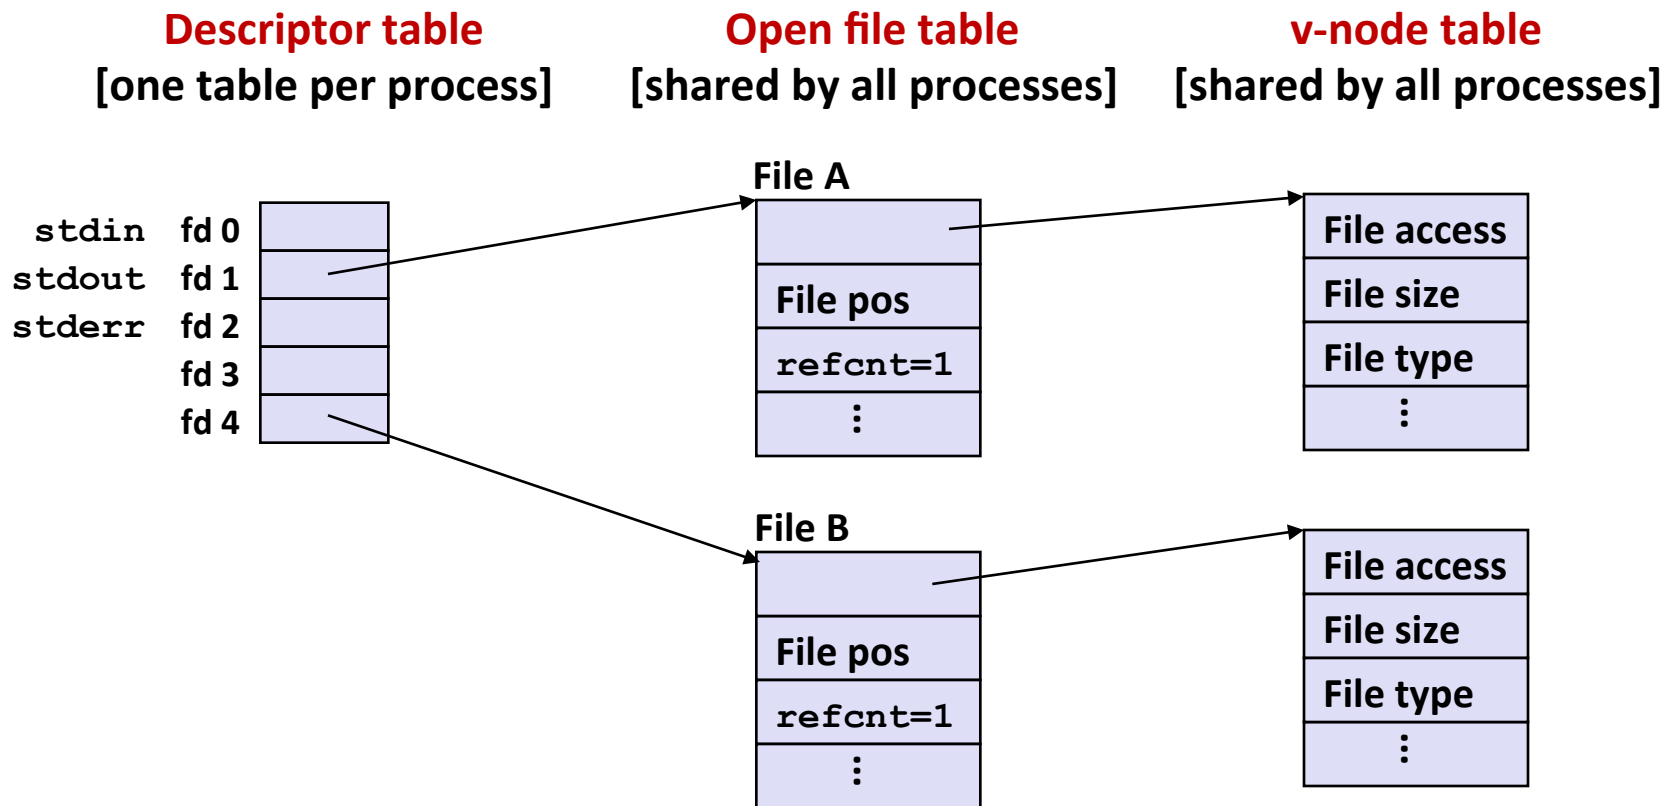 Descriptor table
[one table per process]
Open file table
[shared by all processes]
v-node table
[shared by all processes]
stdin fd 0
stdout fd 1
stderr fd 2
fd 3
fd 4
File A
File pos
refcnt=1
⋮
File access
File size
File type
⋮
File B
File pos
refcnt=1
⋮
File access
File size
File type
⋮